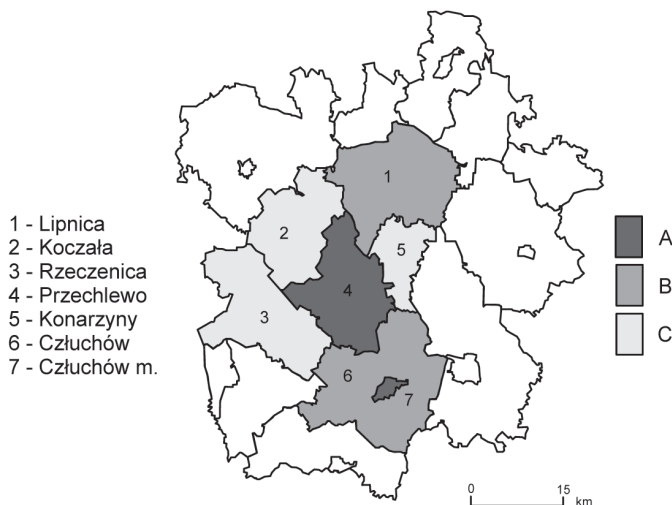 1
2
5
4
3
6
7
1 - Lipnica
2 - Koczała
3 - Rzeczenica
4 - Przechlewo
5 - Konarzyny
6 - Człuchów
7 - Człuchów m.
A
B
C
0 15
km